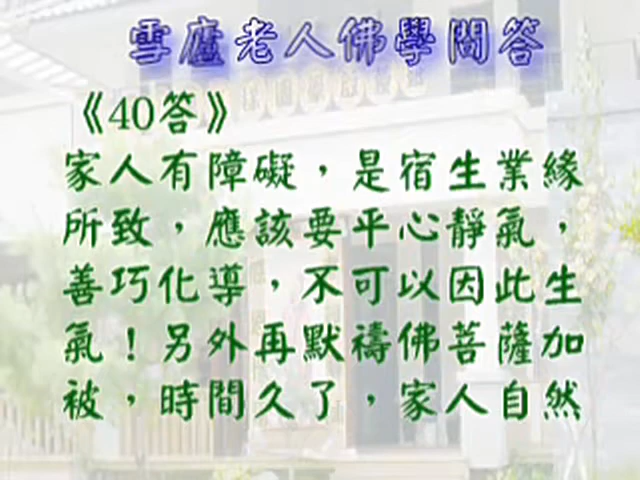 雪廬老人佛學問答
《40答》
家人有障礙，是宿生業緣
所致，應該要平心靜氣，
善巧化導，不可以因此生
氣！另外再默禱佛菩薩加
被，時間久了，家人自然